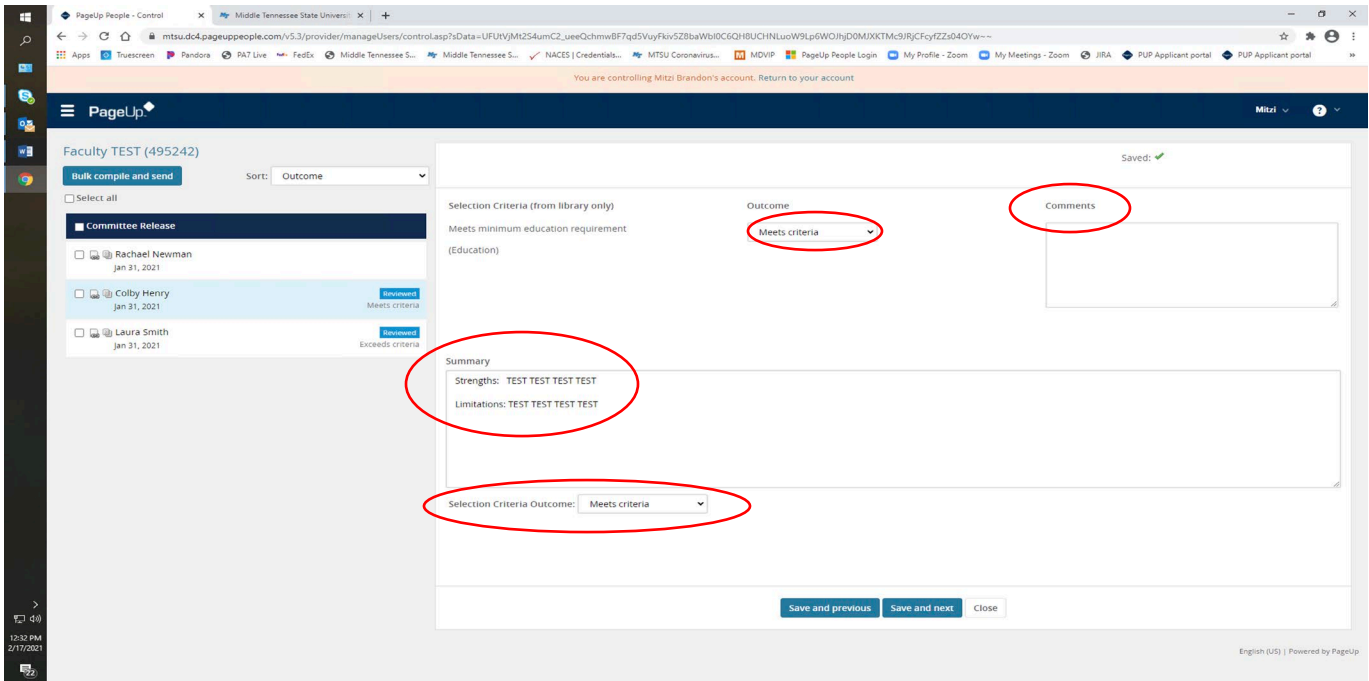 PageUp People - Control
Middle Tennessee State Universi
mtsu.dc4.pageuppeople.com/v5.3/provider/manageUsers/control.asp?sData=UFUtVjMt2S4umC2_ueeQchmwBF7qd5VuyFkiv5Z8baWbI0C6QH8UCHNLuoW9Lp6WOJhjD0MJXKTMc9JRjCFcyfZZs04OYw~~
Apps Truescreen Pandora PA7 Live FedEx Middle Tennessee S... Middle Tennessee S... NACES | Credentials... MTSU Coronavirus... MDVIP PageUp People Login My Profile - Zoom My Meetings - Zoom JIRA PUP Applicant portal PUP Applicant portal »
You are controlling Mitzi Brandon's account. Return to your account
PageUp
Mitzi
?
Faculty TEST (495242)
Saved:
Bulk compile and send
Sort: Outcome
Select all
Committee Release
Rachael Newman
Jan 31, 2021
Colby Henry Reviewed
Jan 31, 2021 Meets criteria
Laura Smith Reviewed
Jan 31, 2021 Exceeds criteria
Selection Criteria (from library only) Outcome Comments
Meets minimum education requirement Meets criteria
(Education)
Summary
Strengths: TEST TEST TEST TEST
Limitations: TEST TEST TEST TEST
Selection Criteria Outcome: Meets criteria
Save and previous Save and next Close
English (US) | Powered by PageUp
12:32 PM
2/17/2021
22